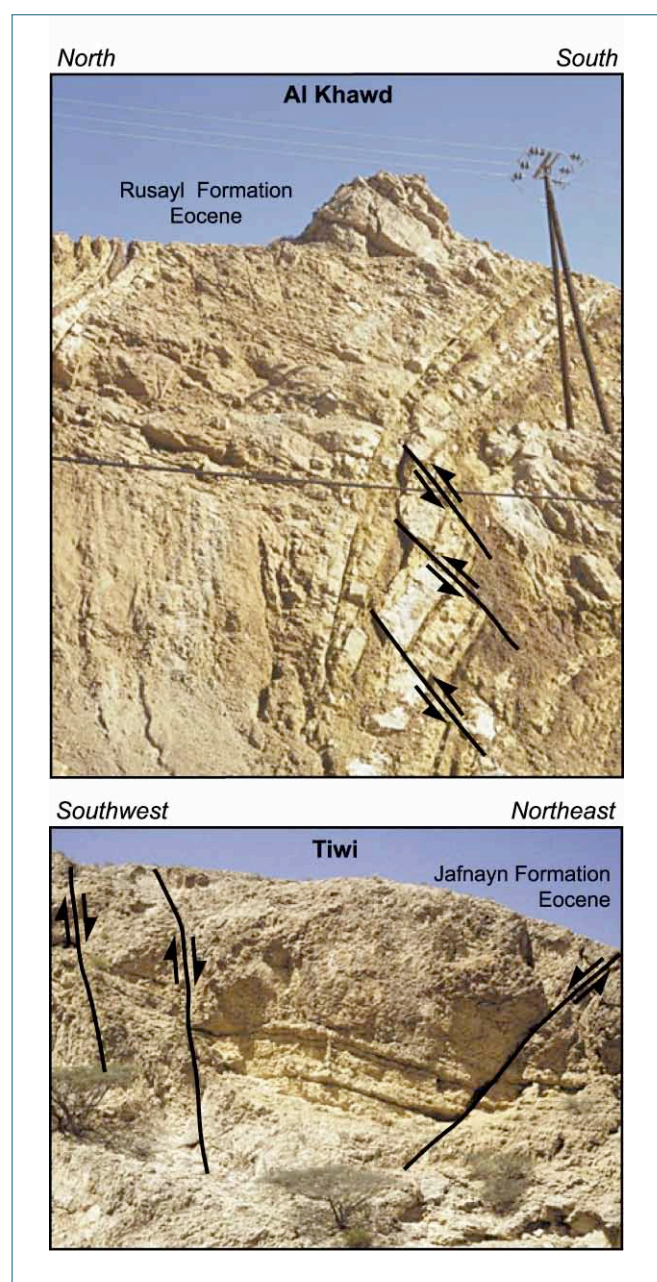 North South
Al Khawd
Rusayl Formation
Eocene
Southwest Northeast
Tiwi
Jafnayn Formation
Eocene